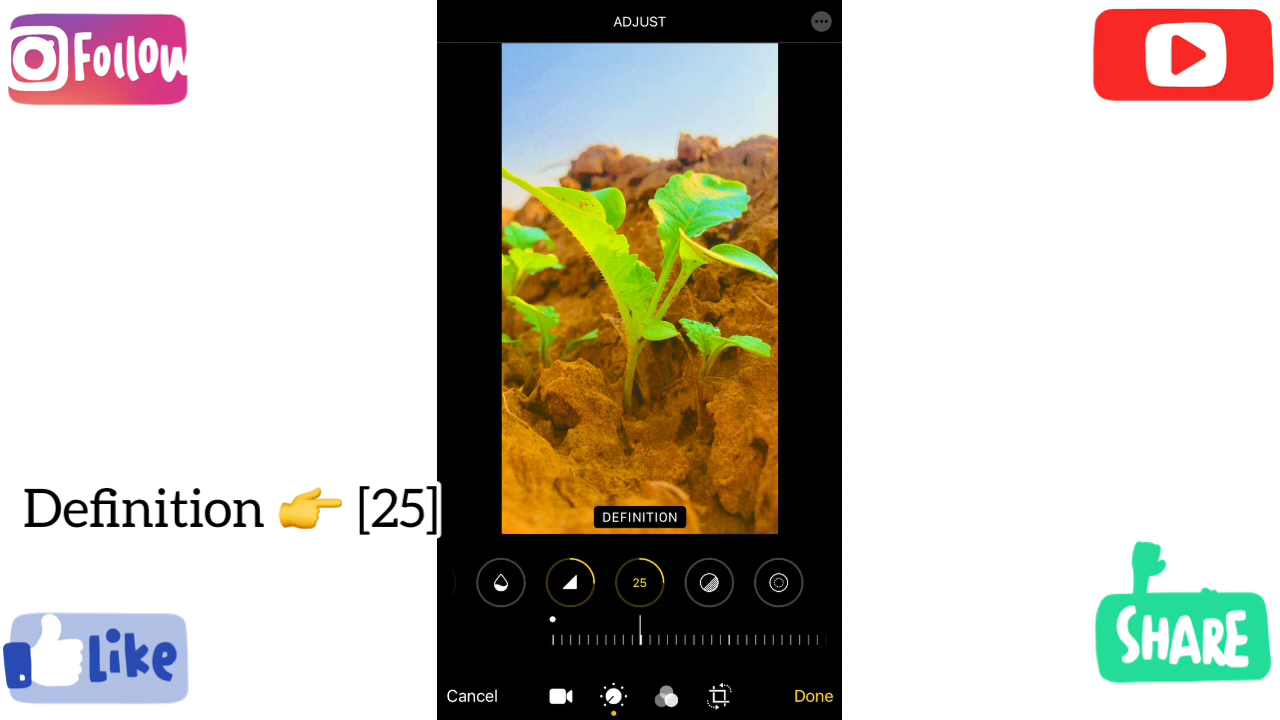 Follow
ADJUST
DEFINITION
Definition 👉 [25]
25
Like
SHARE
Cancel
Done